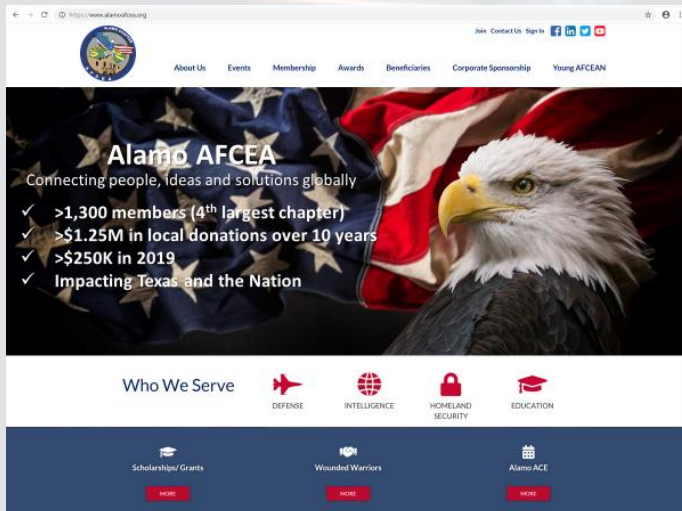 https://www.alamoafcea.org
Join Contact Us Sign In
About Us Events Membership Awards Beneficiaries Corporate Sponsorship Young AFCEAN
Alamo AFCEA
Connecting people, ideas and solutions globally
✓ >1,300 members (4th largest chapter)
✓ >$1.25M in local donations over 10 years
✓ >$250K in 2019
✓ Impacting Texas and the Nation
Who We Serve
DEFENSE INTELLIGENCE HOMELAND SECURITY EDUCATION
Scholarships/ Grants Wounded Warriors Alamo ACE
MORE MORE MORE